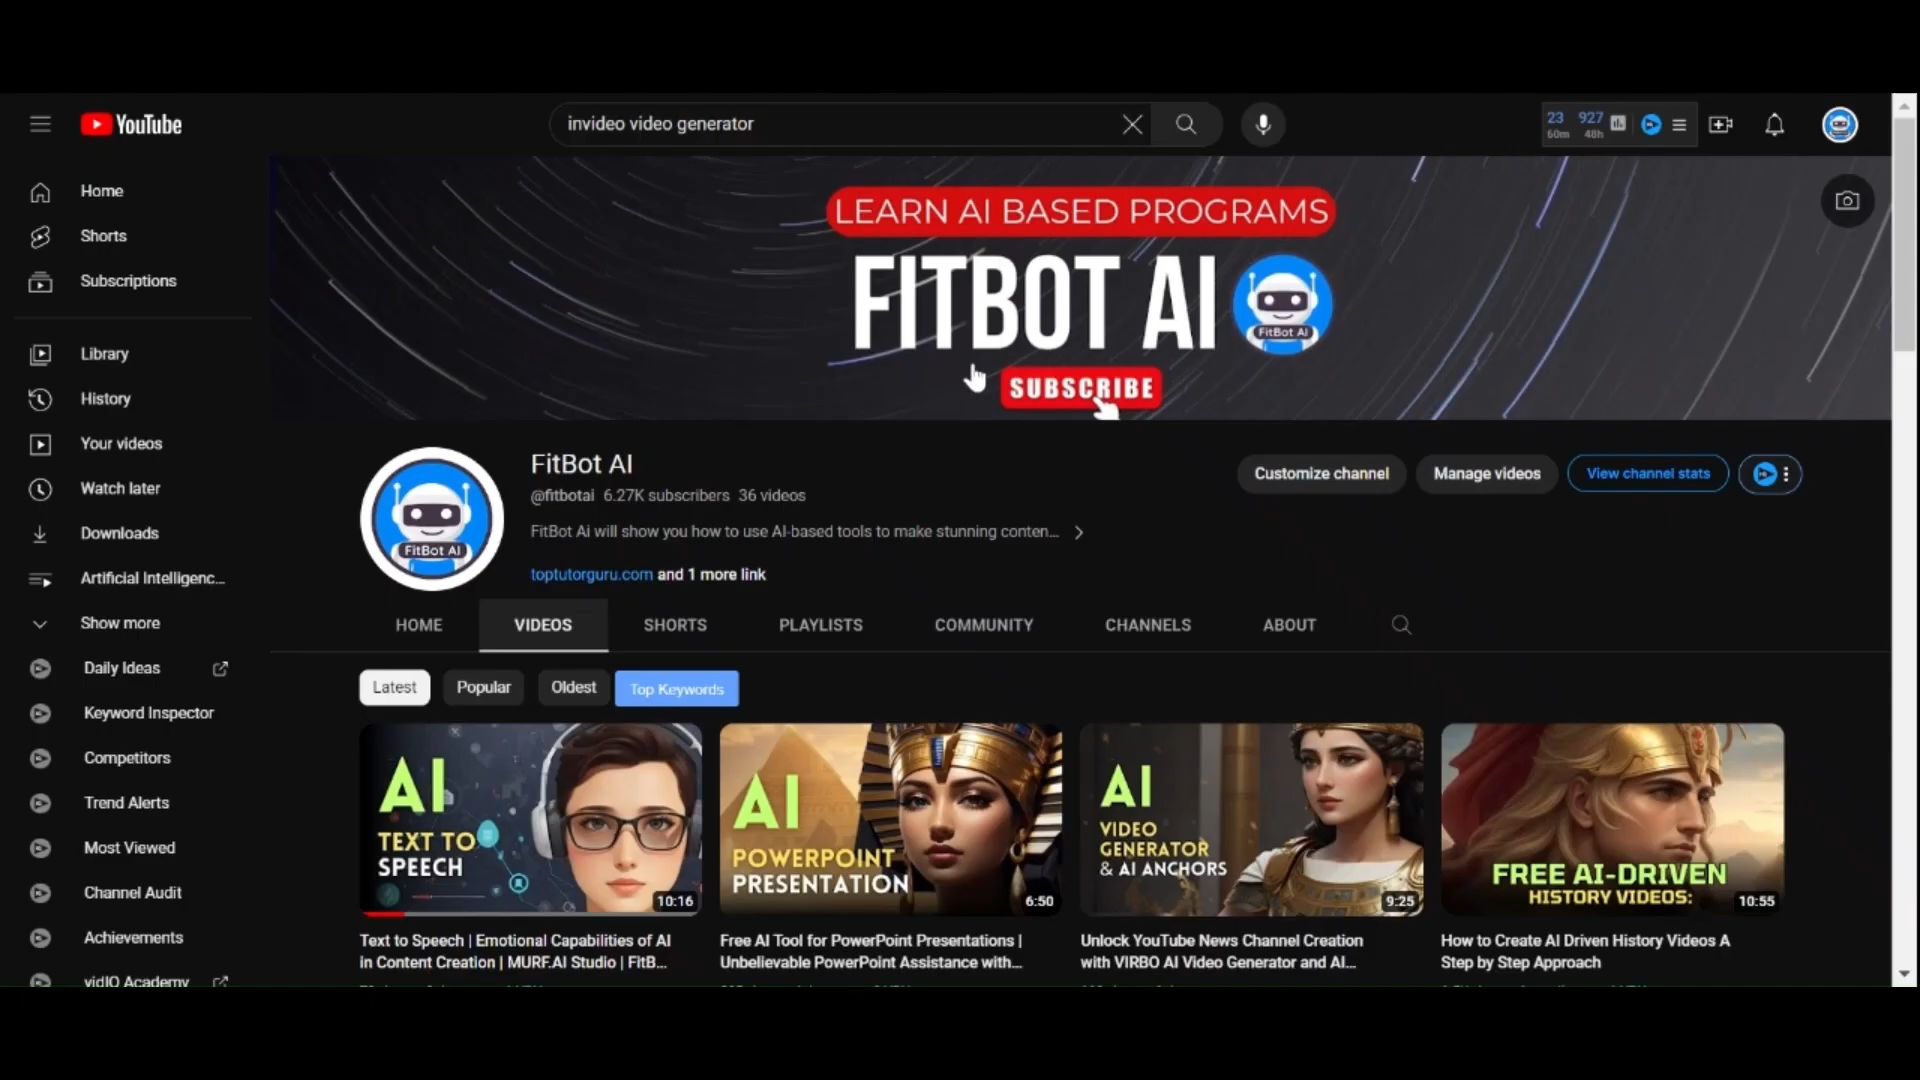 YouTube
invideo video generator
23 927
60m 48h
Home
Shorts
Subscriptions
Library
History
Your videos
Watch later
Downloads
Artificial Intelligenc...
Show more
Daily Ideas
Keyword Inspector
Competitors
Trend Alerts
Most Viewed
Channel Audit
Achievements
vidIQ Academy
LEARN AI BASED PROGRAMS
FITBOT AI
FitBot AI
SUBSCRIBE
FitBot AI
FitBot AI
@fitbotai 6.27K subscribers 36 videos
FitBot Ai will show you how to use AI-based tools to make stunning conten...
toptutorguru.com and 1 more link
Customize channel
Manage videos
View channel stats
HOME
VIDEOS
SHORTS
PLAYLISTS
COMMUNITY
CHANNELS
ABOUT
Latest
Popular
Oldest
Top Keywords
AI
TEXT TO
SPEECH
10:16
Text to Speech | Emotional Capabilities of AI
in Content Creation | MURF.AI Studio | FitB...
AI
POWERPOINT
PRESENTATION
6:50
Free AI Tool for PowerPoint Presentations |
Unbelievable PowerPoint Assistance with...
AI
VIDEO
GENERATOR
& AI ANCHORS
9:25
Unlock YouTube News Channel Creation
with VIRBO AI Video Generator and AI...
FREE AI-DRIVEN
HISTORY VIDEOS:
10:55
How to Create AI Driven History Videos A
Step by Step Approach